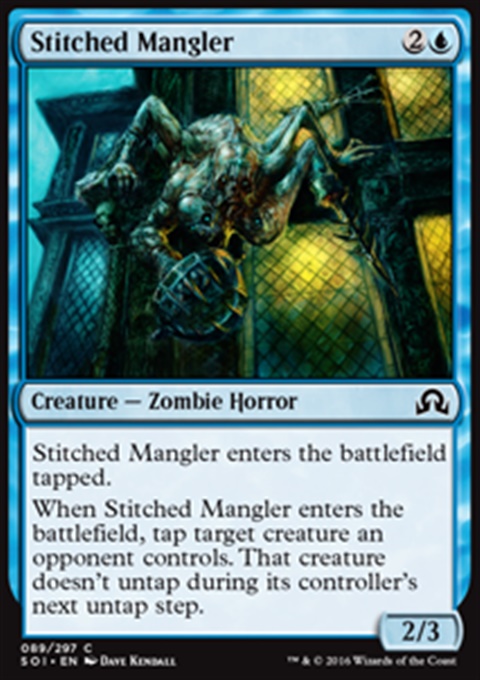 Stitched Mangler 2
Creature — Zombie Horror
Stitched Mangler enters the battlefield
tapped.
When Stitched Mangler enters the
battlefield, tap target creature an
opponent controls. That creature
doesn't untap during its controller's
next untap step.
2/3
089/297 C
SOI • EN Dave Kendall
™ & © 2016 Wizards of the Coast